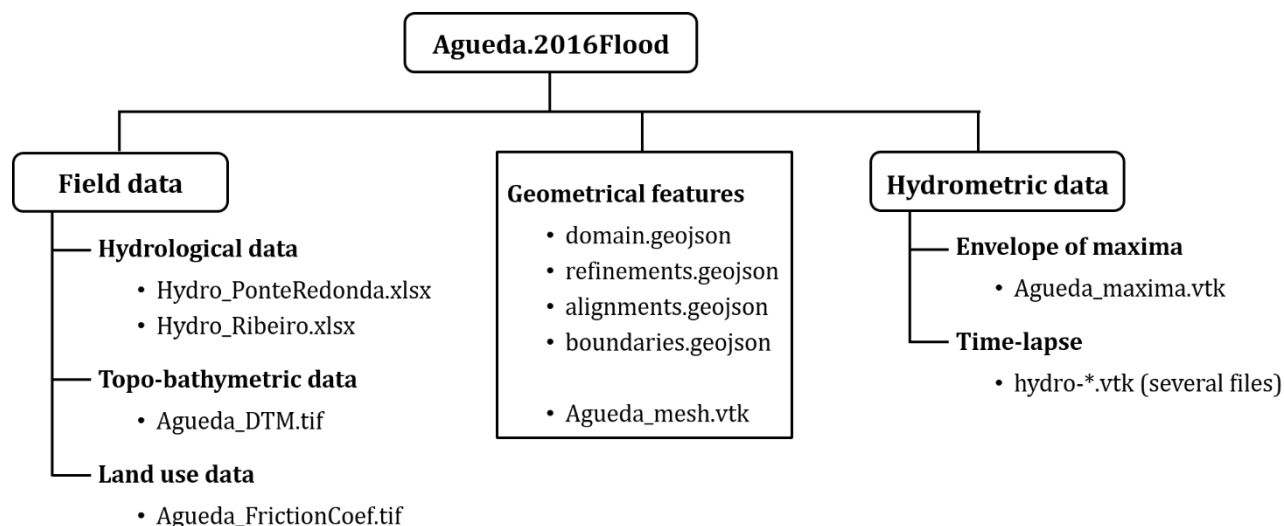 Agueda.2016Flood
Field data
Hydrological data
• Hydro_PonteRedonda.xlsx
• Hydro_Ribeiro.xlsx
Topo-bathymetric data
• Agueda_DTM.tif
Land use data
• Agueda_FrictionCoef.tif
Geometrical features
• domain.geojson
• refinements.geojson
• alignments.geojson
• boundaries.geojson
• Agueda_mesh.vtk
Hydrometric data
Envelope of maxima
• Agueda_maxima.vtk
Time-lapse
• hydro-*.vtk (several files)